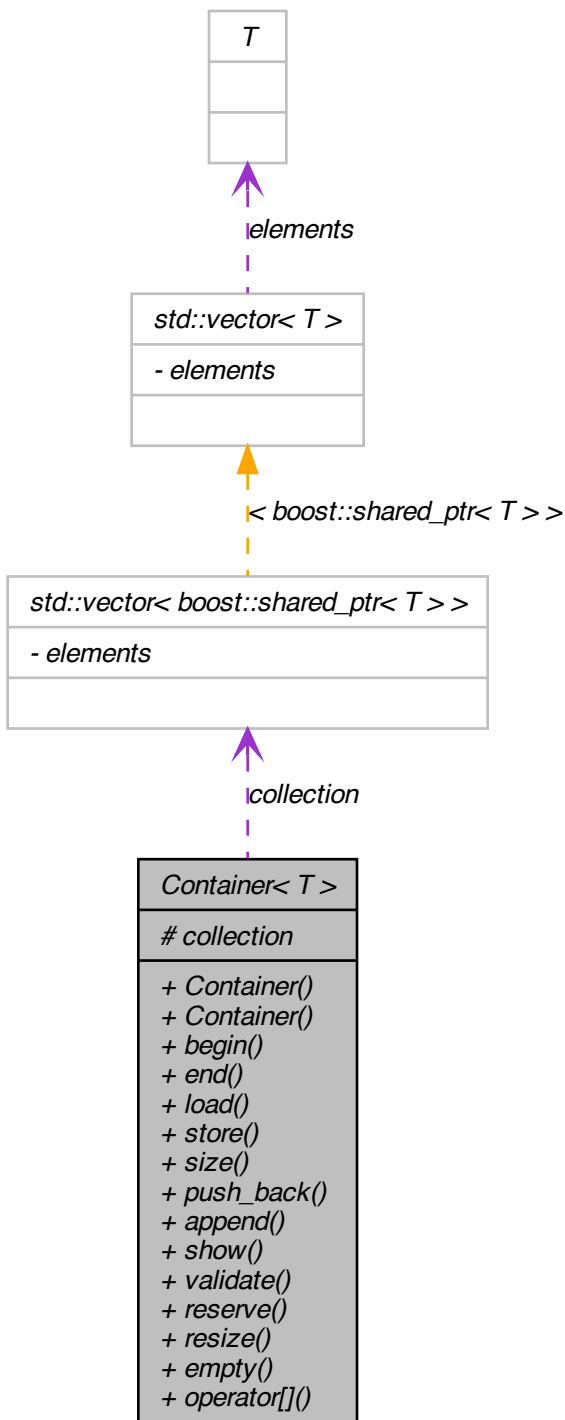 T
elements
std::vector< T >
- elements
< boost::shared_ptr< T > >
std::vector< boost::shared_ptr< T > >
- elements
collection
Container< T >
# collection
+ Container()
+ Container()
+ begin()
+ end()
+ load()
+ store()
+ size()
+ push_back()
+ append()
+ show()
+ validate()
+ reserve()
+ resize()
+ empty()
+ operator[]()